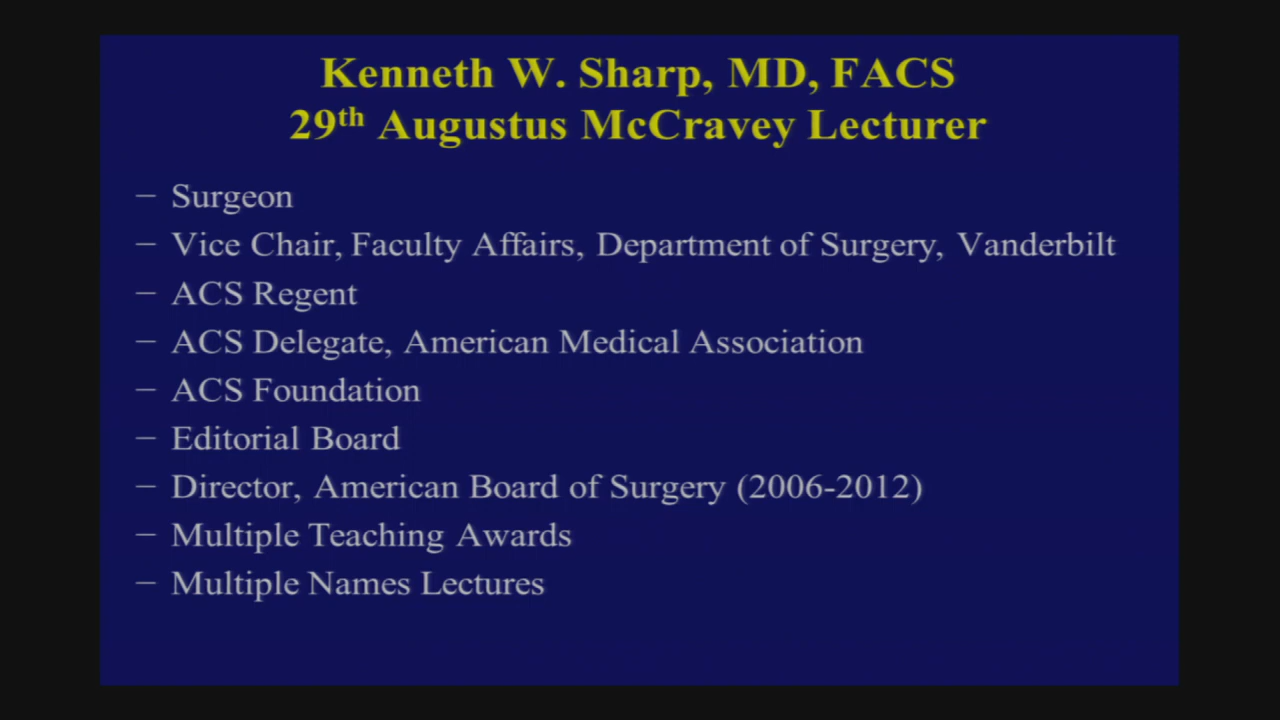 Kenneth W. Sharp, MD, FACS
29th Augustus McCravey Lecturer
– Surgeon
– Vice Chair, Faculty Affairs, Department of Surgery, Vanderbilt
– ACS Regent
– ACS Delegate, American Medical Association
– ACS Foundation
– Editorial Board
– Director, American Board of Surgery (2006-2012)
– Multiple Teaching Awards
– Multiple Names Lectures